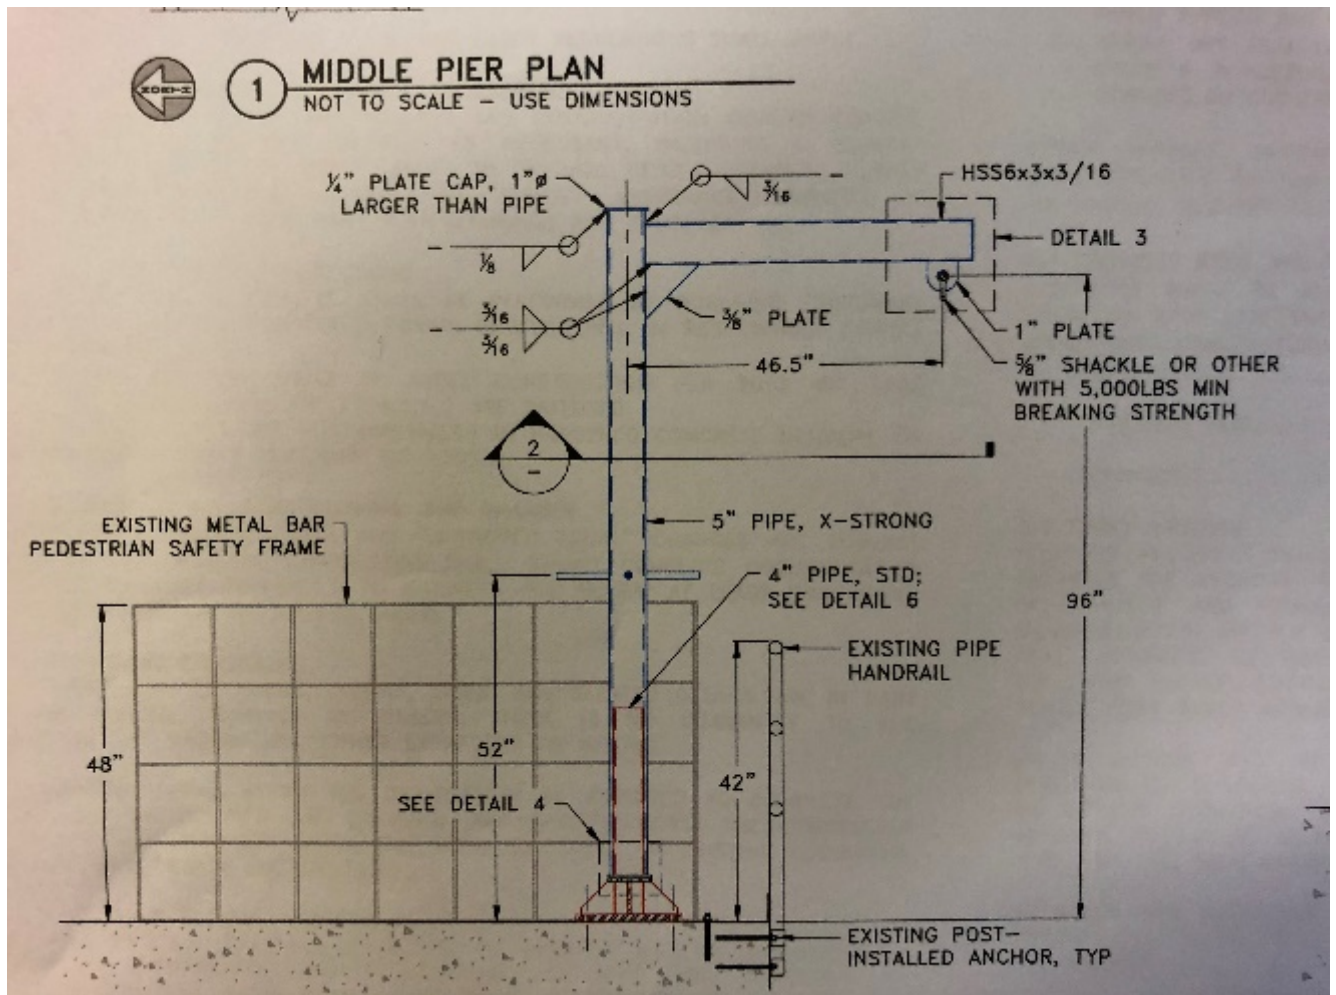 NORTH
1
MIDDLE PIER PLAN
NOT TO SCALE - USE DIMENSIONS
¼" PLATE CAP, 1"ø
LARGER THAN PIPE
3⁄16
HSS6x3x3/16
⅛
DETAIL 3
3⁄16
3⁄16
⅜" PLATE
1" PLATE
46.5"
⅝" SHACKLE OR OTHER
WITH 5,000LBS MIN
BREAKING STRENGTH
2
-
EXISTING METAL BAR
PEDESTRIAN SAFETY FRAME
5" PIPE, X-STRONG
4" PIPE, STD;
SEE DETAIL 6
96"
EXISTING PIPE
HANDRAIL
52"
48"
42"
SEE DETAIL 4
EXISTING POST-
INSTALLED ANCHOR, TYP